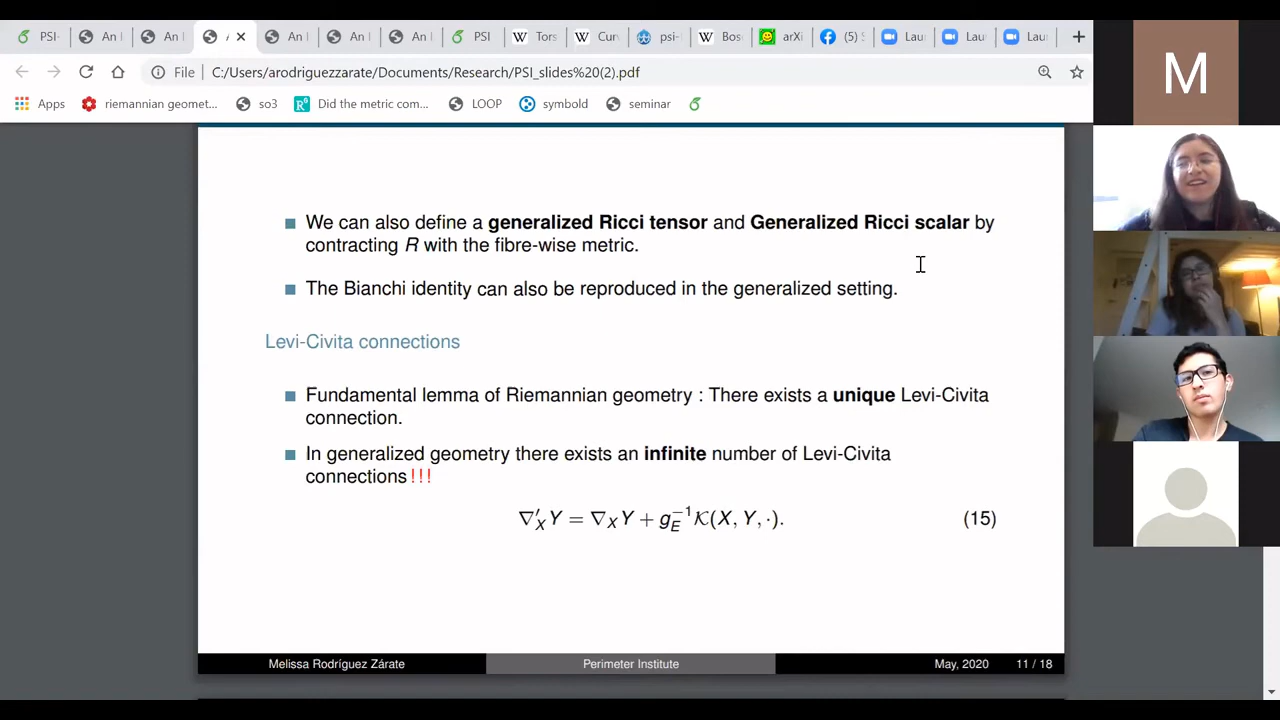 PSI-
An I
An I
An I
An I
An I
PSI
Tors
Cur
psi-
Bos
arXi
(5)
Lau
Lau
File
C:/Users/arodriguezzarate/Documents/Research/PSI_slides%20(2).pdf
Apps
riemannian geomet...
so3
Did the metric com...
LOOP
symbold
seminar
M
We can also define a generalized Ricci tensor and Generalized Ricci scalar by
contracting R with the fibre-wise metric.
The Bianchi identity can also be reproduced in the generalized setting.
Levi-Civita connections
Fundamental lemma of Riemannian geometry : There exists a unique Levi-Civita
connection.
In generalized geometry there exists an infinite number of Levi-Civita
connections!!!
∇′_X Y = ∇_X Y + g_E^{−1} 𝒦(X, Y, ·). (15)
Melissa Rodríguez Zárate
Perimeter Institute
May, 2020 11 / 18